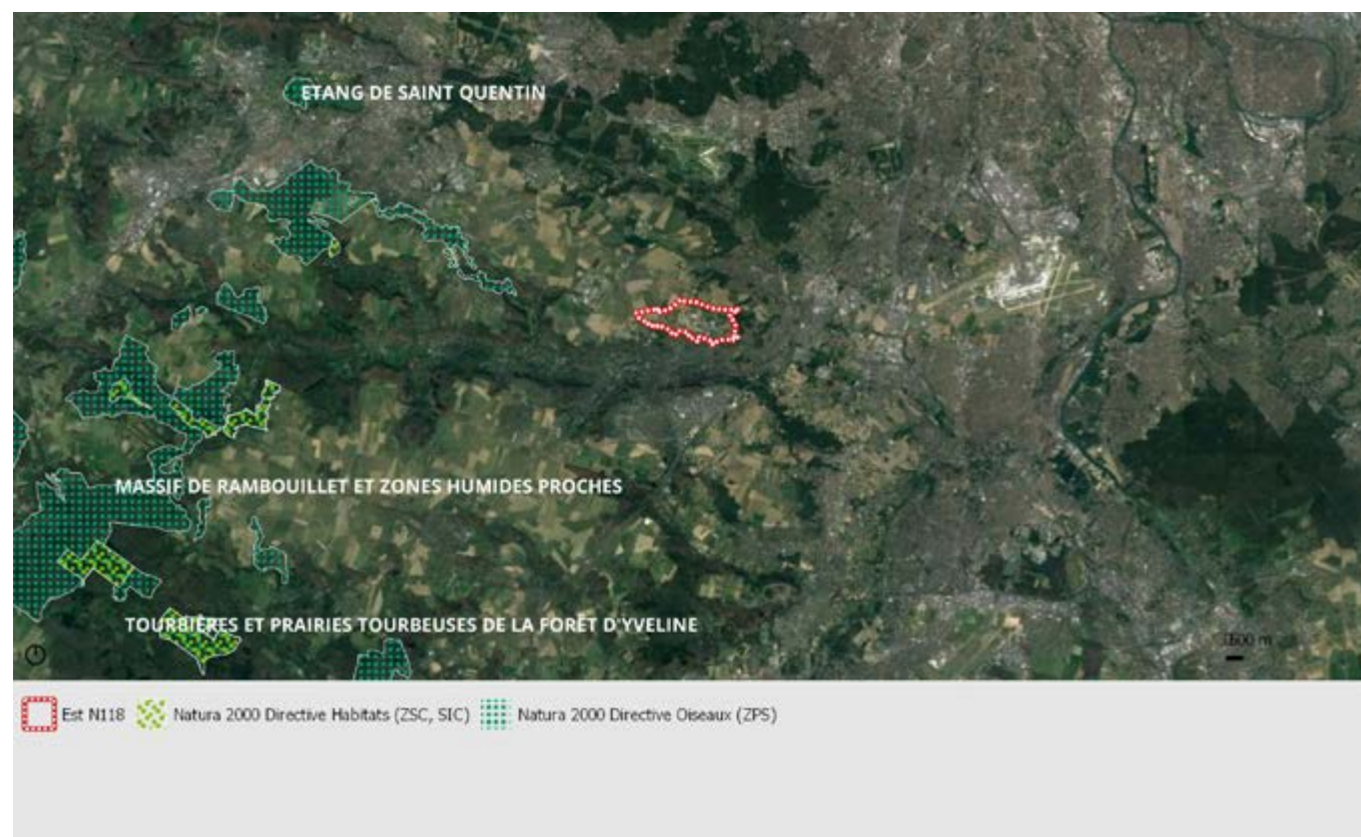 ETANG DE SAINT QUENTIN
MASSIF DE RAMBOUILLET ET ZONES HUMIDES PROCHES
TOURBIÈRES ET PRAIRIES TOURBEUSES DE LA FORÊT D'YVELINE
Est N118 Natura 2000 Directive Habitats (ZSC, SIC) Natura 2000 Directive Oiseaux (ZPS)